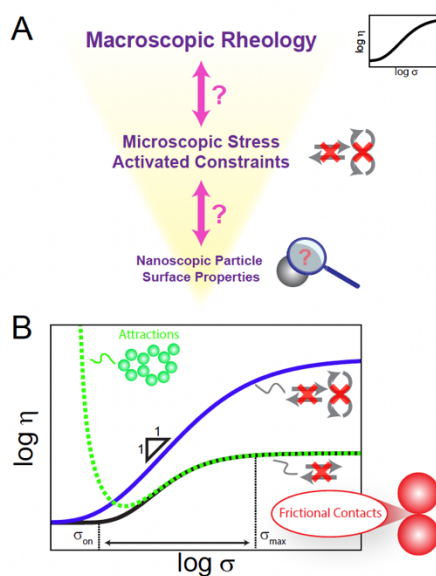 A
Macroscopic Rheology
log η
log σ
?
Microscopic Stress
Activated Constraints
?
Nanoscopic Particle
Surface Properties
?
B
Attractions
1
1
log η
Frictional Contacts
σon
σmax
log σ